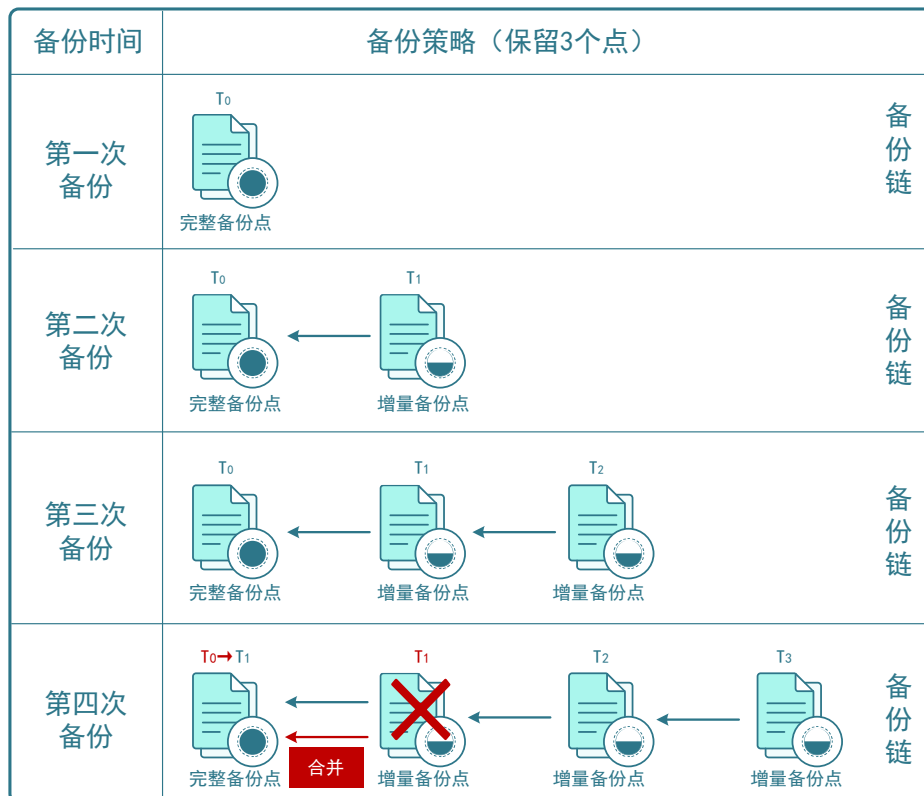 备份时间
备份策略（保留3个点）
第一次
备份
T0
完整备份点
备
份
链
第二次
备份
T0
T1
完整备份点
增量备份点
备
份
链
第三次
备份
T0
T1
T2
完整备份点
增量备份点
增量备份点
备
份
链
第四次
备份
T0→T1
T1
T2
T3
合并
完整备份点
增量备份点
增量备份点
增量备份点
备
份
链